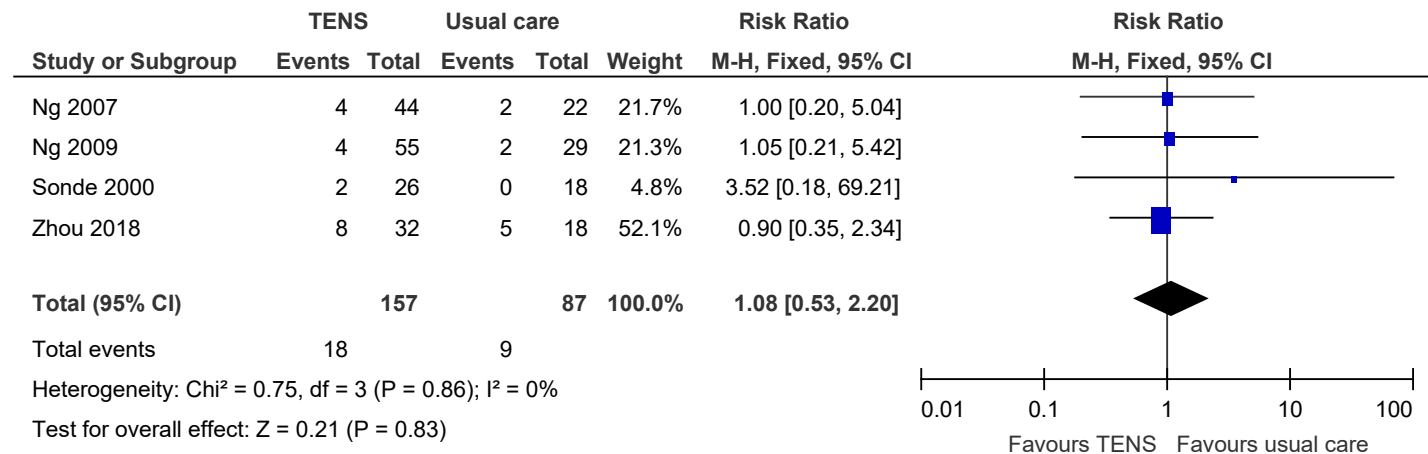 TENS Usual care Risk Ratio Risk Ratio
Study or Subgroup Events Total Events Total Weight M-H, Fixed, 95% CI M-H, Fixed, 95% CI
Ng 2007 4 44 2 22 21.7% 1.00 [0.20, 5.04]
Ng 2009 4 55 2 29 21.3% 1.05 [0.21, 5.42]
Sonde 2000 2 26 0 18 4.8% 3.52 [0.18, 69.21]
Zhou 2018 8 32 5 18 52.1% 0.90 [0.35, 2.34]
Total (95% CI) 157 87 100.0% 1.08 [0.53, 2.20]
Total events 18 9
Heterogeneity: Chi² = 0.75, df = 3 (P = 0.86); I² = 0%
Test for overall effect: Z = 0.21 (P = 0.83)
0.01 0.1 1 10 100
Favours TENS Favours usual care